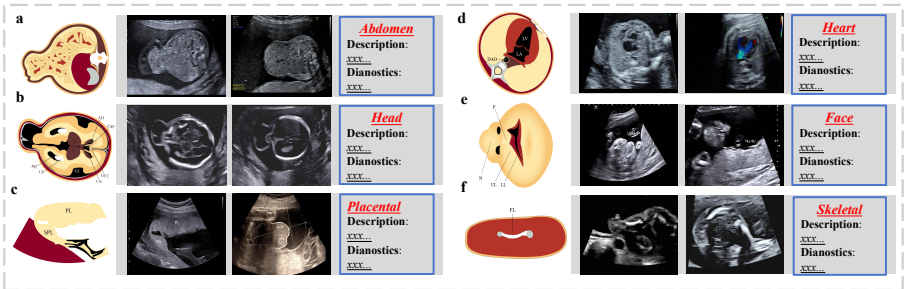 a
Abdomen
Description:
xxx...
Dianostics:
xxx...
b
Head
Description:
xxx...
Dianostics:
xxx...
LS
CP
c
PL
SPL
Placental
Description:
xxx...
Dianostics:
xxx...
d
LV
LA
DAO
Heart
Description:
xxx...
Dianostics:
xxx...
e
P
N
UL LL
Face
Description:
xxx...
Dianostics:
xxx...
f
FL
Skeletal
Description:
xxx...
Dianostics:
xxx...